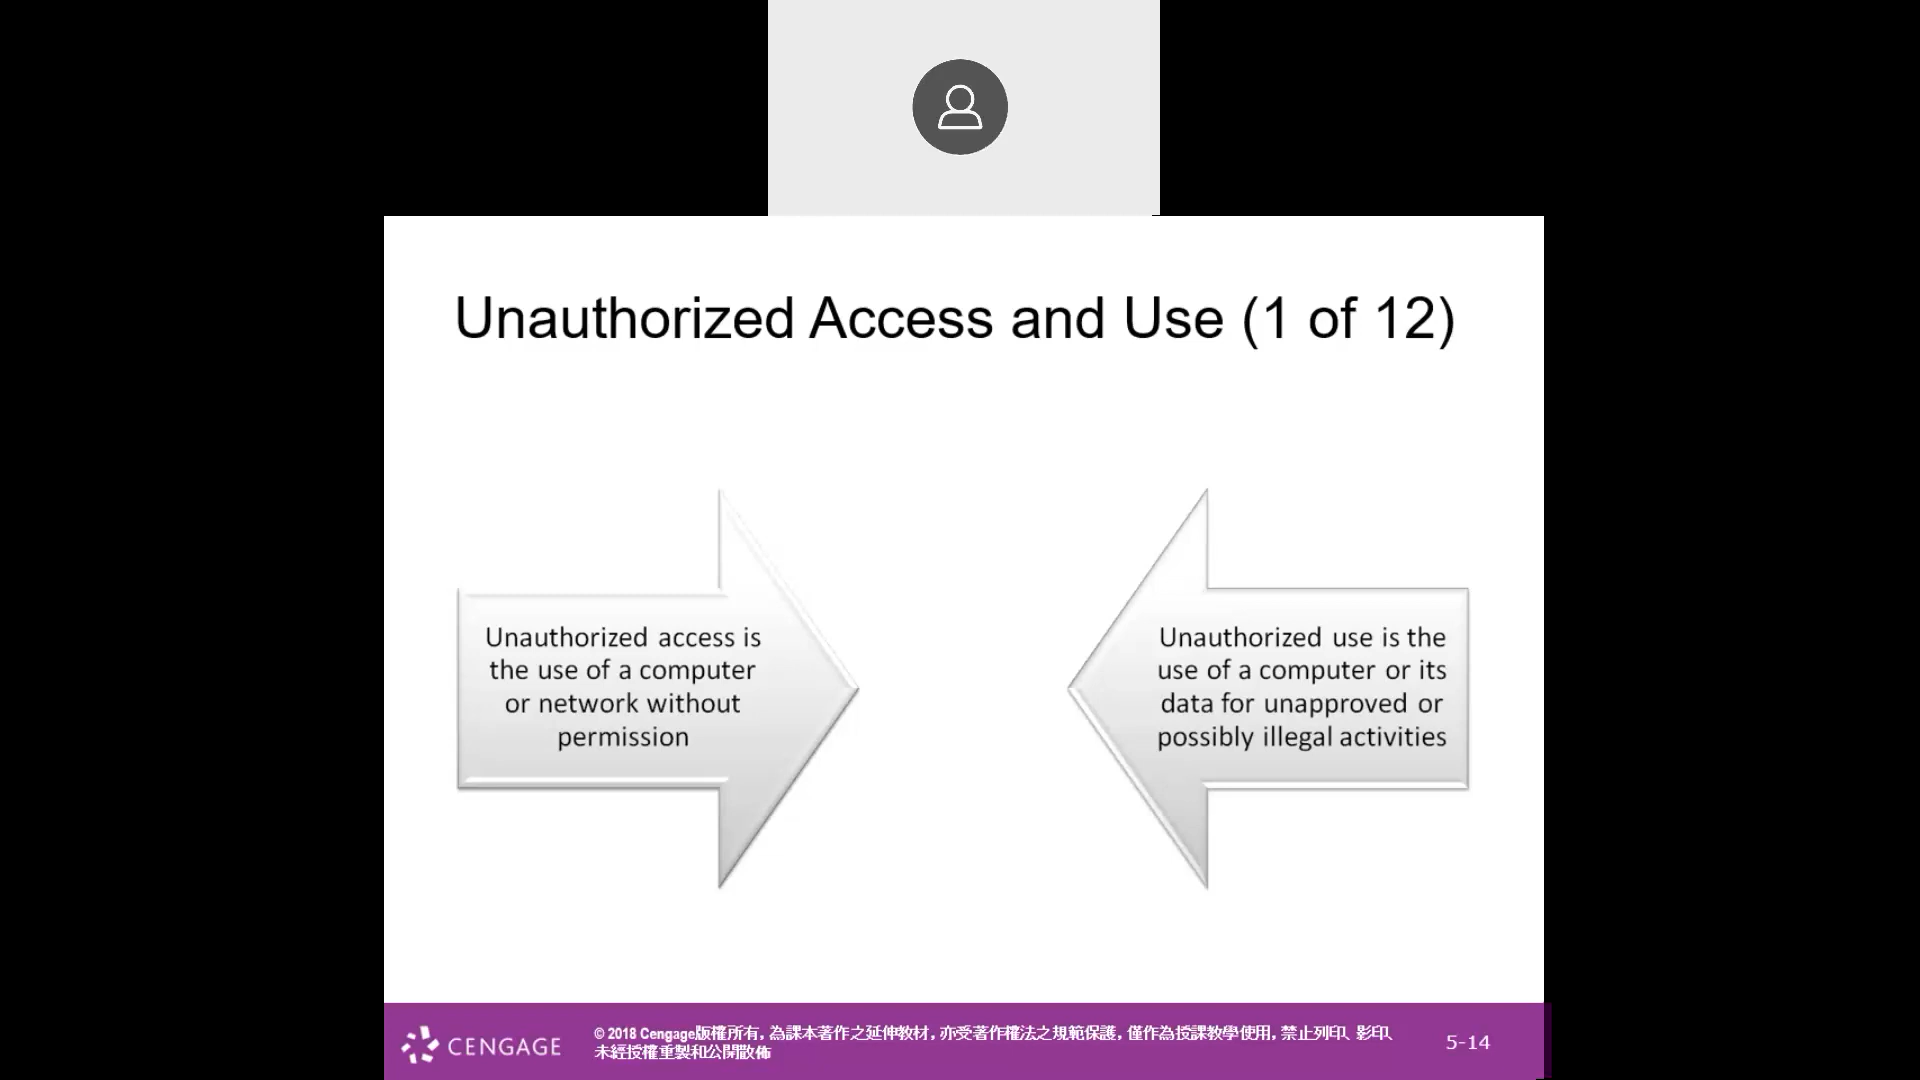 Unauthorized Access and Use (1 of 12)
Unauthorized access is
the use of a computer
or network without
permission
Unauthorized use is the
use of a computer or its
data for unapproved or
possibly illegal activities
CENGAGE
© 2018 Cengage版權所有, 為課本著作之延伸教材, 亦受著作權法之規範保護, 僅作為授課教學使用, 禁止列印、影印、
未經授權重製和公開散佈
5-14